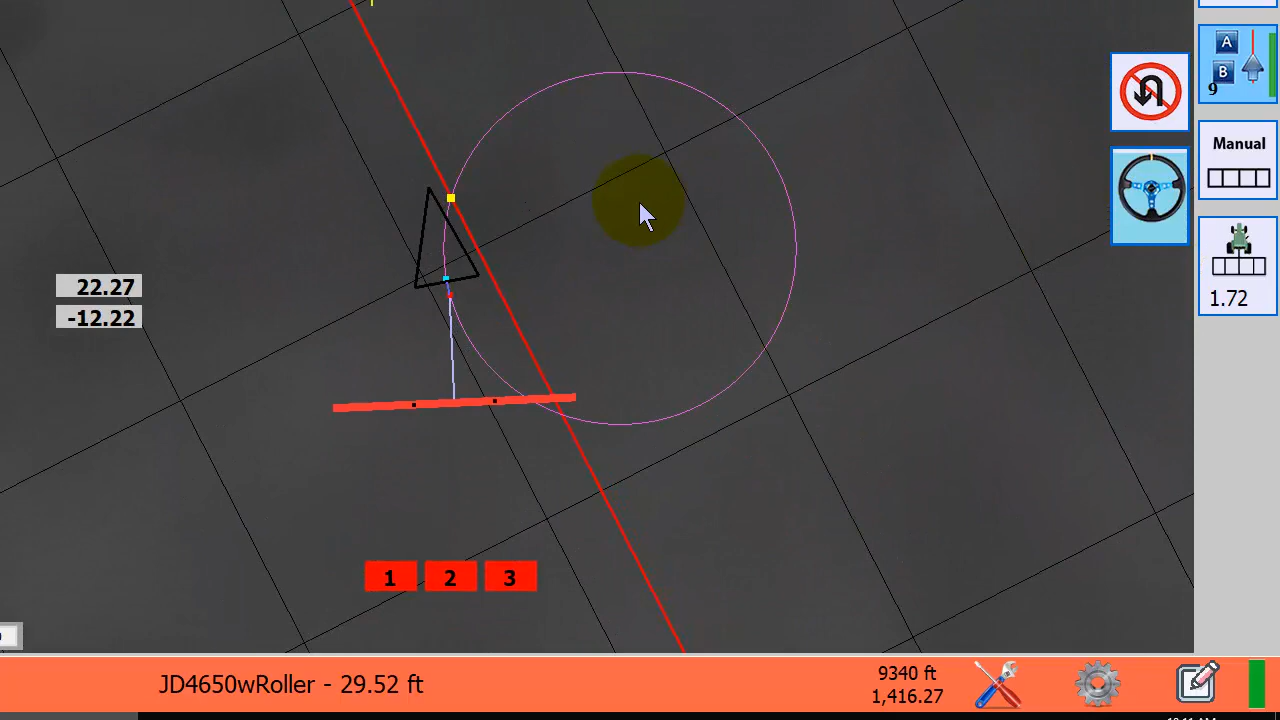 A
B
9
Manual
22.27
-12.22
1.72
1 2 3
JD4650wRoller - 29.52 ft
9340 ft
1,416.27